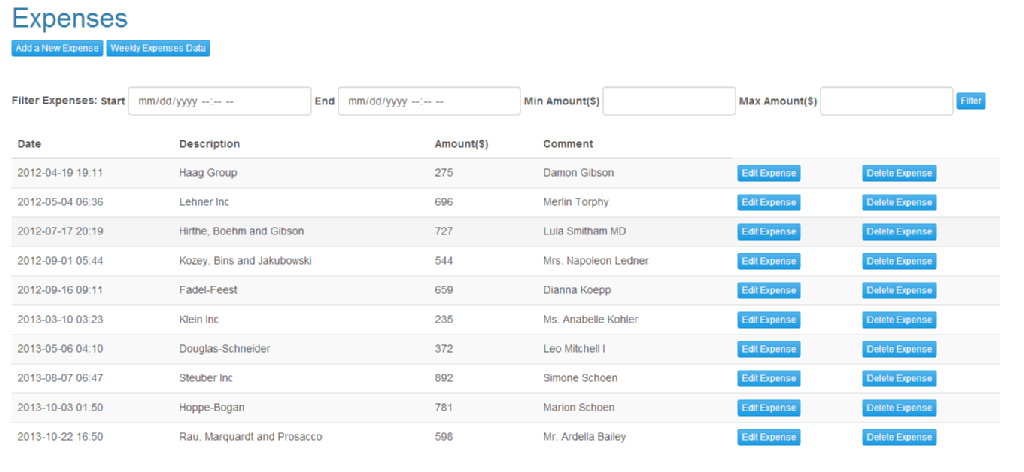 Expenses
Add a New Expense Weekly Expenses Data
Filter Expenses: Start mm/dd/yyyy --:-- -- End mm/dd/yyyy --:-- -- Min Amount($) Max Amount($) Filter
Date Description Amount($) Comment
2012-04-19 19:11 Haag Group 275 Damon Gibson Edit Expense Delete Expense
2012-05-04 06:36 Lehner Inc 696 Merlin Torphy Edit Expense Delete Expense
2012-07-17 20:19 Hirthe, Boehm and Gibson 727 Lula Smitham MD Edit Expense Delete Expense
2012-09-01 05:44 Kozey, Bins and Jakubowski 544 Mrs. Napoleon Ledner Edit Expense Delete Expense
2012-09-16 09:11 Fadel-Feest 659 Dianna Koepp Edit Expense Delete Expense
2013-03-10 03:23 Klein Inc 235 Ms. Anabelle Kohler Edit Expense Delete Expense
2013-05-06 04:10 Douglas-Schneider 372 Leo Mitchell I Edit Expense Delete Expense
2013-08-07 06:47 Steuber Inc 892 Simone Schoen Edit Expense Delete Expense
2013-10-03 01:50 Hoppe-Bogan 781 Marlon Schoen Edit Expense Delete Expense
2013-10-22 16:50 Rau, Marquardt and Prosacco 598 Mr. Ardella Bailey Edit Expense Delete Expense